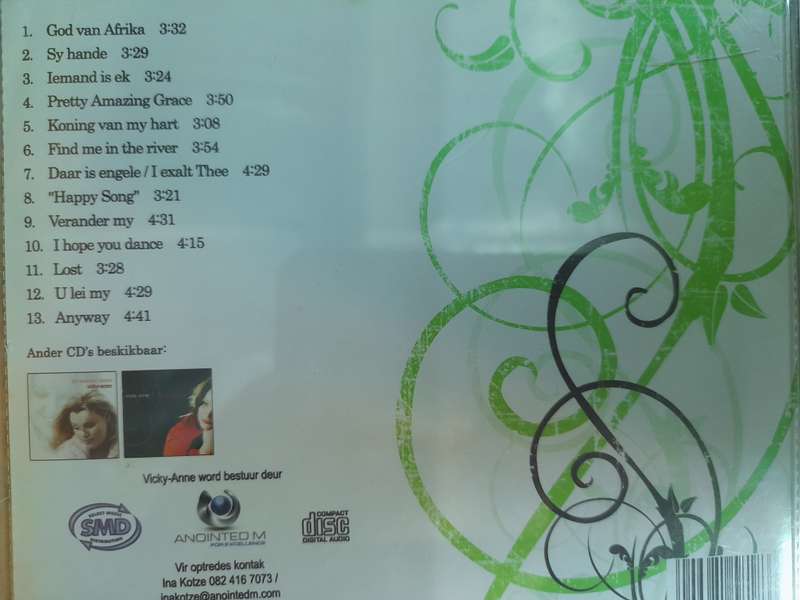 1. God van Afrika 3:32
2. Sy hande 3:29
3. Iemand is ek 3:24
4. Pretty Amazing Grace 3:50
5. Koning van my hart 3:08
6. Find me in the river 3:54
7. Daar is engele / I exalt Thee 4:29
8. "Happy Song" 3:21
9. Verander my 4:31
10. I hope you dance 4:15
11. Lost 3:28
12. U lei my 4:29
13. Anyway 4:41
Ander CD's beskikbaar:
Vicky-Anne word bestuur deur
SELECT MUSIC
SMD
DISTRIBUTION
ANOINTED M
FOR EXCELLENCE
COMPACT
disc
DIGITAL AUDIO
Vir optredes kontak
Ina Kotze 082 416 7073 /
inakotze@anointedm.com